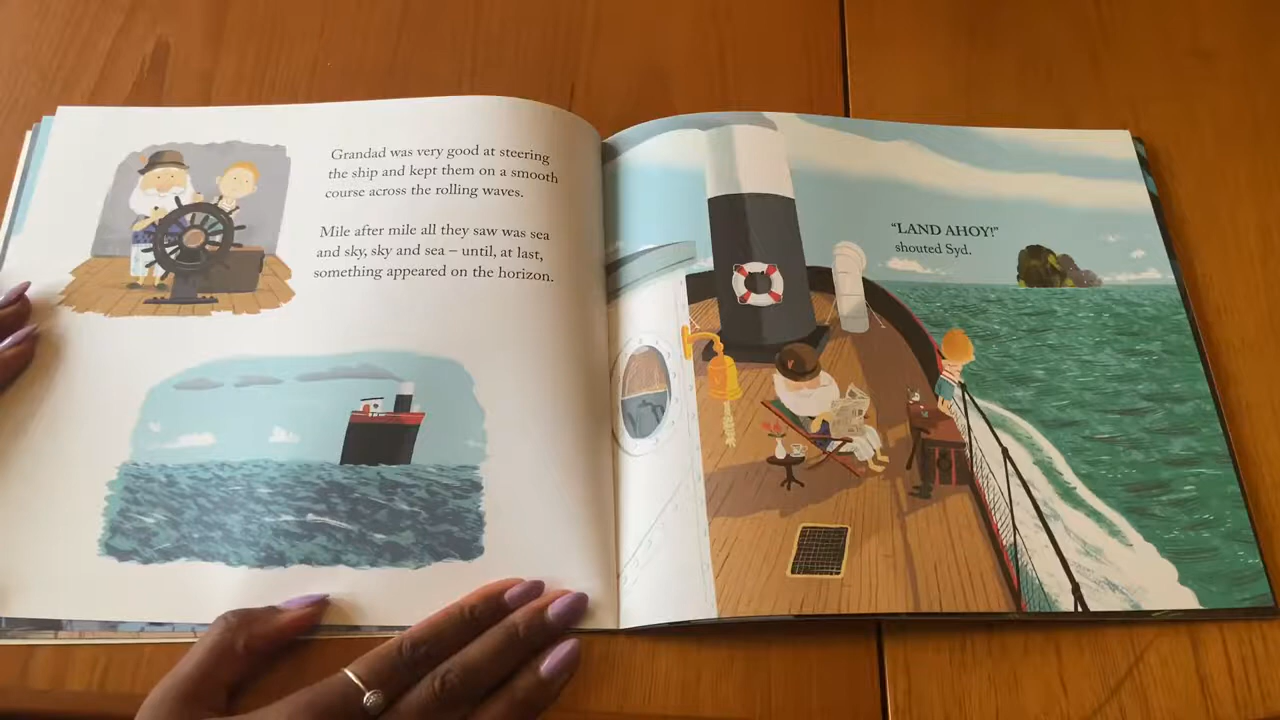 Grandad was very good at steering
the ship and kept them on a smooth
course across the rolling waves.
Mile after mile all they saw was sea
and sky, sky and sea – until, at last,
something appeared on the horizon.
“LAND AHOY!”
shouted Syd.